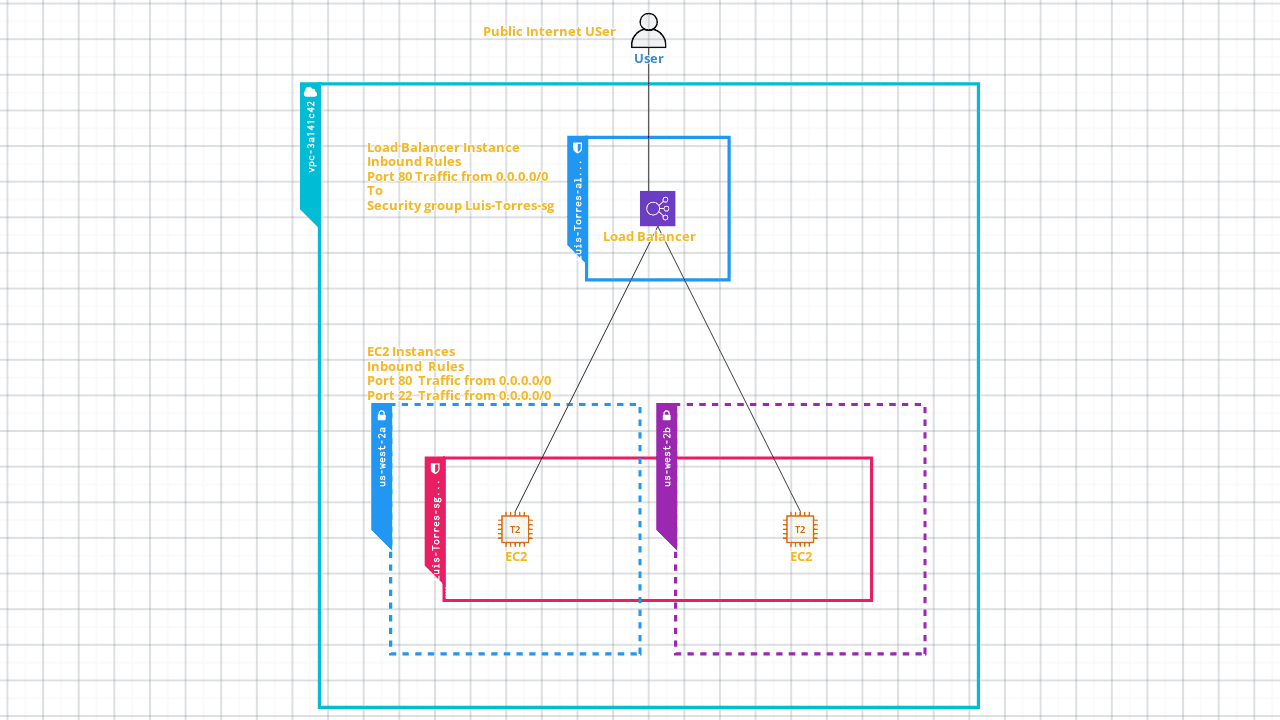 Public Internet USer
User
vpc-3a141c42
Load Balancer Instance
Inbound Rules
Port 80 Traffic from 0.0.0.0/0
To
Security group Luis-Torres-sg
Luis-Torres-al...
Load Balancer
EC2 Instances
Inbound Rules
Port 80 Traffic from 0.0.0.0/0
Port 22 Traffic from 0.0.0.0/0
us-west-2a
us-west-2b
Luis-Torres-sg...
T2
EC2
T2
EC2